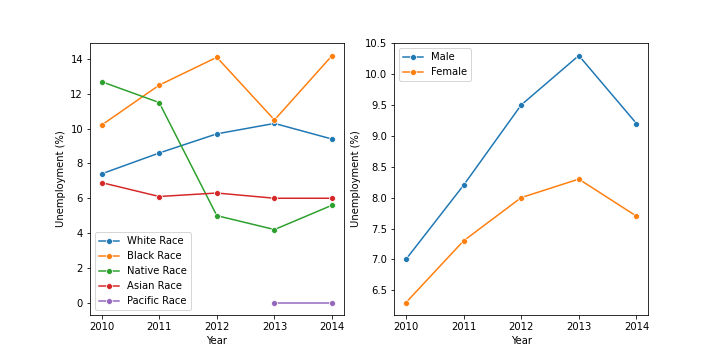 14
12
10
8
6
4
2
0
Unemployment (%)
White Race
Black Race
Native Race
Asian Race
Pacific Race
2010 2011 2012 2013 2014
Year
10.5
10.0
9.5
9.0
8.5
8.0
7.5
7.0
6.5
Unemployment (%)
Male
Female
2010 2011 2012 2013 2014
Year